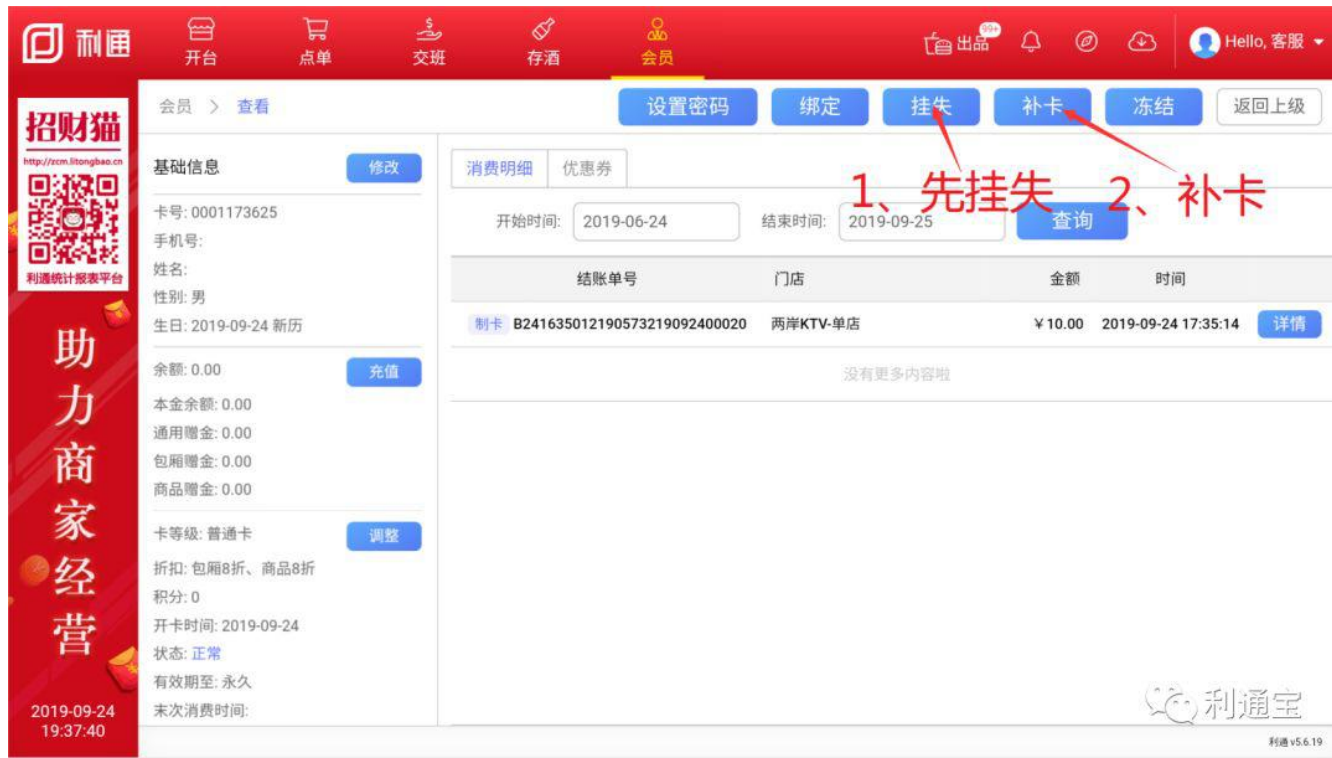 利通
开台
点单
交班
存酒
会员
出品
99+
Hello, 客服
招财猫
http://zcm.litongbao.cn
利通统计报表平台
助力商家经营
2019-09-24
19:37:40
会员 > 查看
设置密码
绑定
挂失
补卡
冻结
返回上级
1、先挂失
2、补卡
基础信息
修改
卡号: 0001173625
手机号:
姓名:
性别: 男
生日: 2019-09-24 新历
余额: 0.00
充值
本金余额: 0.00
通用赠金: 0.00
包厢赠金: 0.00
商品赠金: 0.00
卡等级: 普通卡
调整
折扣: 包厢8折、商品8折
积分: 0
开卡时间: 2019-09-24
状态: 正常
有效期至: 永久
末次消费时间:
消费明细 优惠券
开始时间: 2019-06-24 结束时间: 2019-09-25 查询
结账单号 门店 金额 时间
制卡 B24163501219057321909240002​0 两岸KTV-单店 ￥10.00 2019-09-24 17:35:14 详情
没有更多内容啦
利通宝
利通 v5.6.19